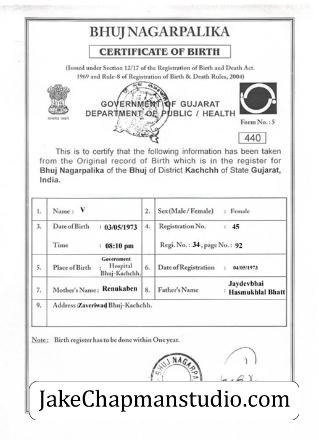 BHUJ NAGARPALIKA
CERTIFICATE OF BIRTH
(Issued under Section 12/17 of the Registration of Birth and Death Act.
1969 and Rule-8 of Registration of Birth & Death Rules, 2004)
GOVERNMENT OF GUJARAT
DEPARTMENT OF PUBLIC / HEALTH
Form No.: 5
440
This is to certify that the following information has been taken
from the Original record of Birth which is in the register for
Bhuj Nagarpalika of the Bhuj of District Kachchh of State Gujarat,
India.
1. Name : V 2. Sex (Male / Female) : Female
3. Date of Birth : 03/05/1973 4. Registration No. : 45
Time : 08:10 pm Regi. No.: 34, page No.: 92
5. Place of Birth : Government Hospital Bhuj-Kachchh. 6. Date of Registration : 04/05/1973
7. Mother's Name: Renukaben 8. Father's Name : Jaydevbhai Hasmukhlal Bhatt
9. Address (Zaveriwad Bhuj-Kachchh.
Note: Birth register has to be done within One year.
BHUJ NAGARPA
JakeChapmanstudio.com